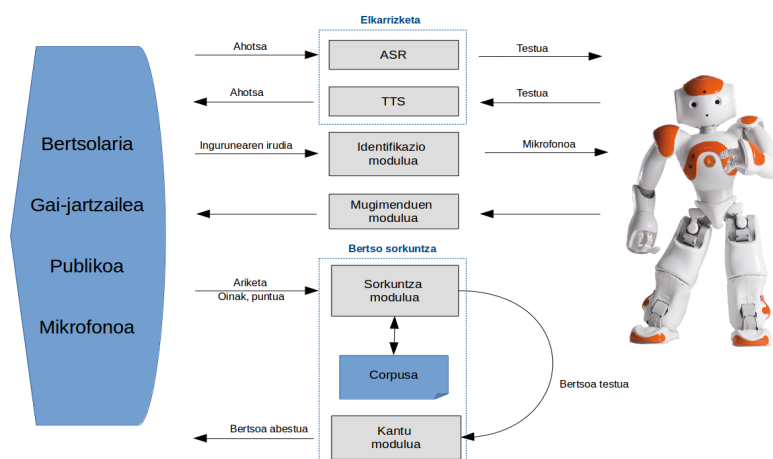 Elkarrizketa
Ahotsa
ASR
Testua
Ahotsa
TTS
Testua
Bertsolaria
Gai-jartzailea
Publikoa
Mikrofonoa
Ingurunearen irudia
Identifikazio
modulua
Mikrofonoa
Mugimenduen
modulua
Bertso sorkuntza
Ariketa
Oinak, puntua
Sorkuntza
modulua
Corpusa
Bertsoa testua
Bertsoa abestua
Kantu
modulua